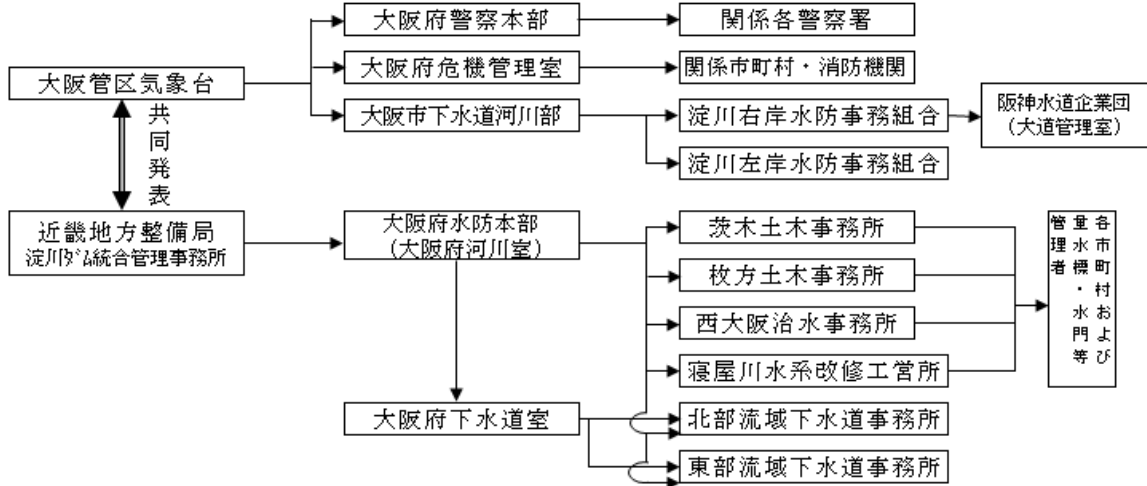 大阪府警察本部
関係各警察署
大阪管区気象台
大阪府危機管理室
関係市町村・消防機関
大阪市下水道河川部
淀川右岸水防事務組合
阪神水道企業団
（大道管理室）
淀川左岸水防事務組合
共同発表
近畿地方整備局
淀川ﾀﾞﾑ統合管理事務所
大阪府水防本部
（大阪府河川室）
茨木土木事務所
枚方土木事務所
西大阪治水事務所
寝屋川水系改修工営所
各市町村および
量水標・水門等
管理者
大阪府下水道室
北部流域下水道事務所
東部流域下水道事務所